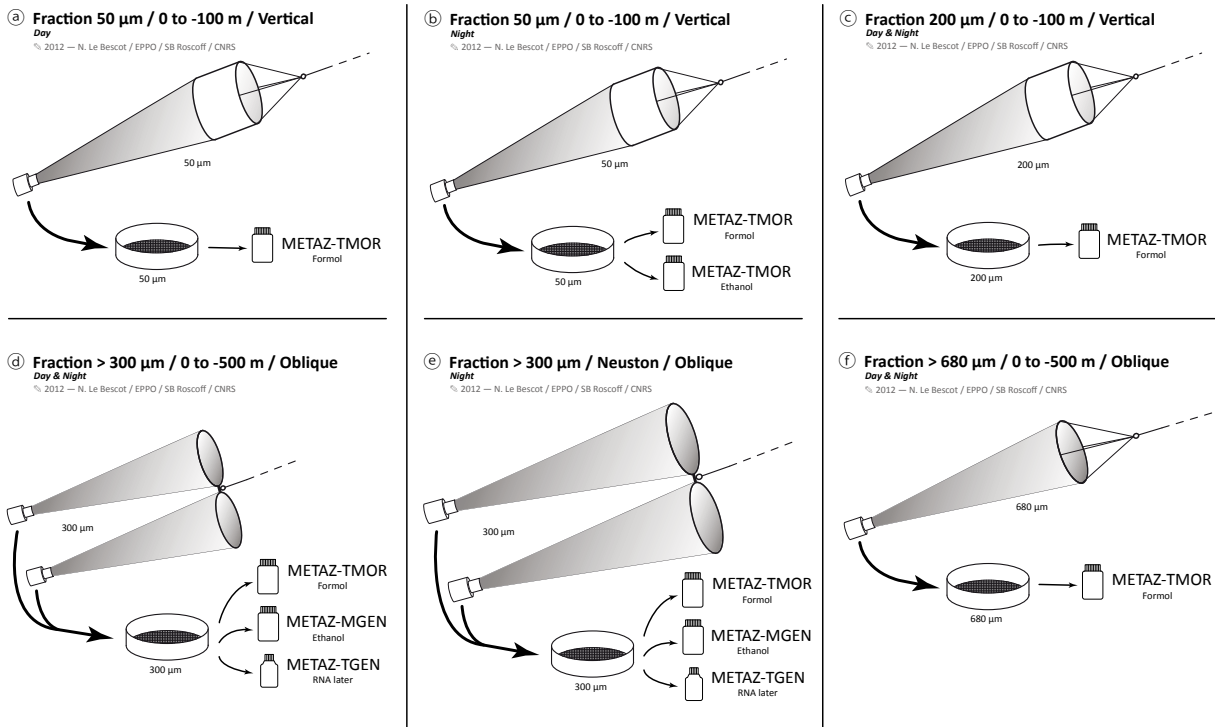 ⓐ Fraction 50 µm / 0 to -100 m / Vertical
Day
✎ 2012 — N. Le Bescot / EPPO / SB Roscoff / CNRS
50 µm
METAZ-TMOR
Formol
50 µm
ⓑ Fraction 50 µm / 0 to -100 m / Vertical
Night
✎ 2012 — N. Le Bescot / EPPO / SB Roscoff / CNRS
50 µm
METAZ-TMOR
Formol
METAZ-TMOR
Ethanol
50 µm
ⓒ Fraction 200 µm / 0 to -100 m / Vertical
Day & Night
✎ 2012 — N. Le Bescot / EPPO / SB Roscoff / CNRS
200 µm
METAZ-TMOR
Formol
200 µm
ⓓ Fraction > 300 µm / 0 to -500 m / Oblique
Day & Night
✎ 2012 — N. Le Bescot / EPPO / SB Roscoff / CNRS
300 µm
METAZ-TMOR
Formol
METAZ-MGEN
Ethanol
METAZ-TGEN
RNA later
300 µm
ⓔ Fraction > 300 µm / Neuston / Oblique
Night
✎ 2012 — N. Le Bescot / EPPO / SB Roscoff / CNRS
300 µm
METAZ-TMOR
Formol
METAZ-MGEN
Ethanol
METAZ-TGEN
RNA later
300 µm
ⓕ Fraction > 680 µm / 0 to -500 m / Oblique
Day & Night
✎ 2012 — N. Le Bescot / EPPO / SB Roscoff / CNRS
680 µm
METAZ-TMOR
Formol
680 µm